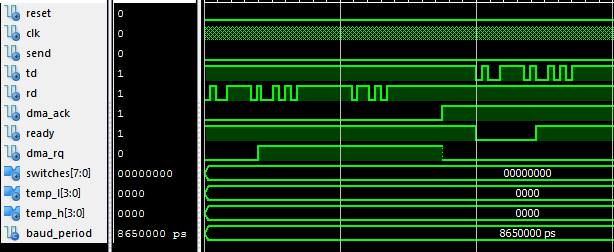 reset 0
clk 0
send 0
td 1
rd 1
dma_ack 1
ready 1
dma_rq 0
switches[7:0] 00000000 00000000
temp_l[3:0] 0000 0000
temp_h[3:0] 0000 0000
baud_period 8650000 ps 8650000 ps